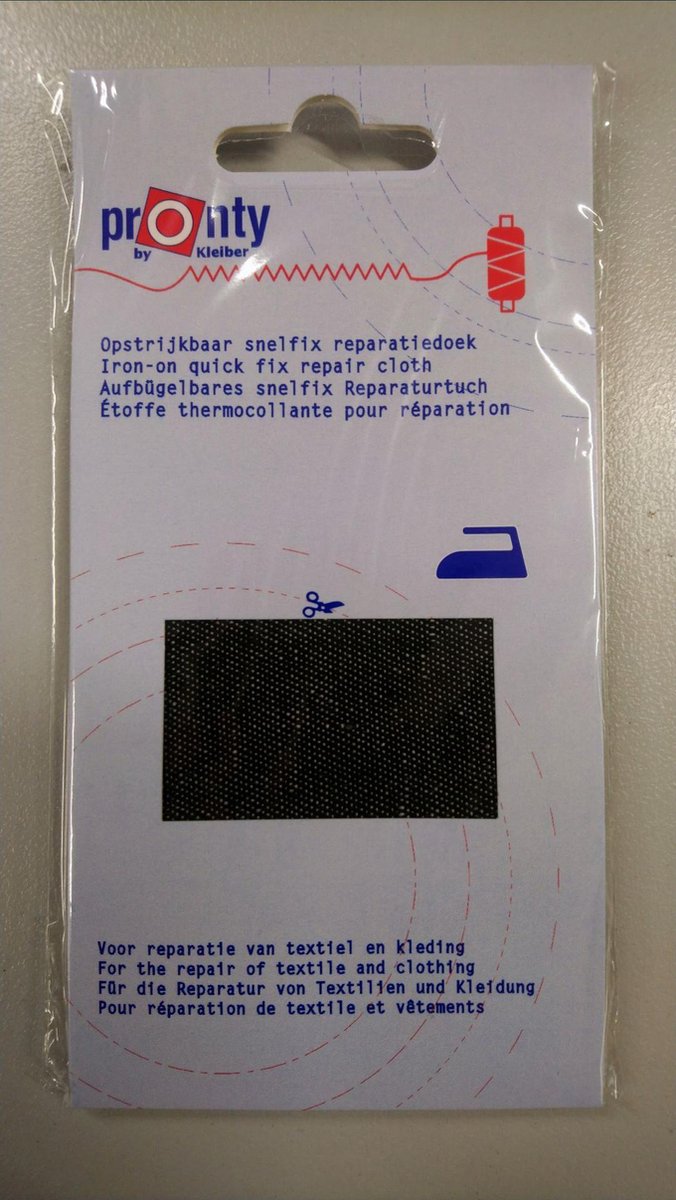 pronty
by Kleiber
Opstrijkbaar snelfix reparatiedoek
Iron-on quick fix repair cloth
Aufbügelbares snelfix Reparaturtuch
Étoffe thermocollante pour réparation
Voor reparatie van textiel en kleding
For the repair of textile and clothing
Für die Reparatur von Textilien und Kleidung
Pour réparation de textile et vêtements